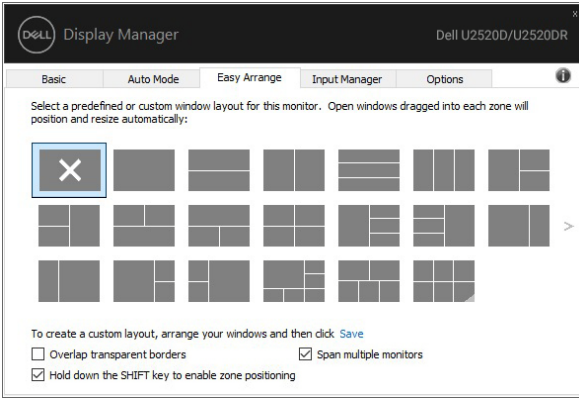 x
DELL Display Manager Dell U2520D/U2520DR
Basic Auto Mode Easy Arrange Input Manager Options
Select a predefined or custom window layout for this monitor. Open windows dragged into each zone will
position and resize automatically:
To create a custom layout, arrange your windows and then click Save
Overlap transparent borders Span multiple monitors
Hold down the SHIFT key to enable zone positioning